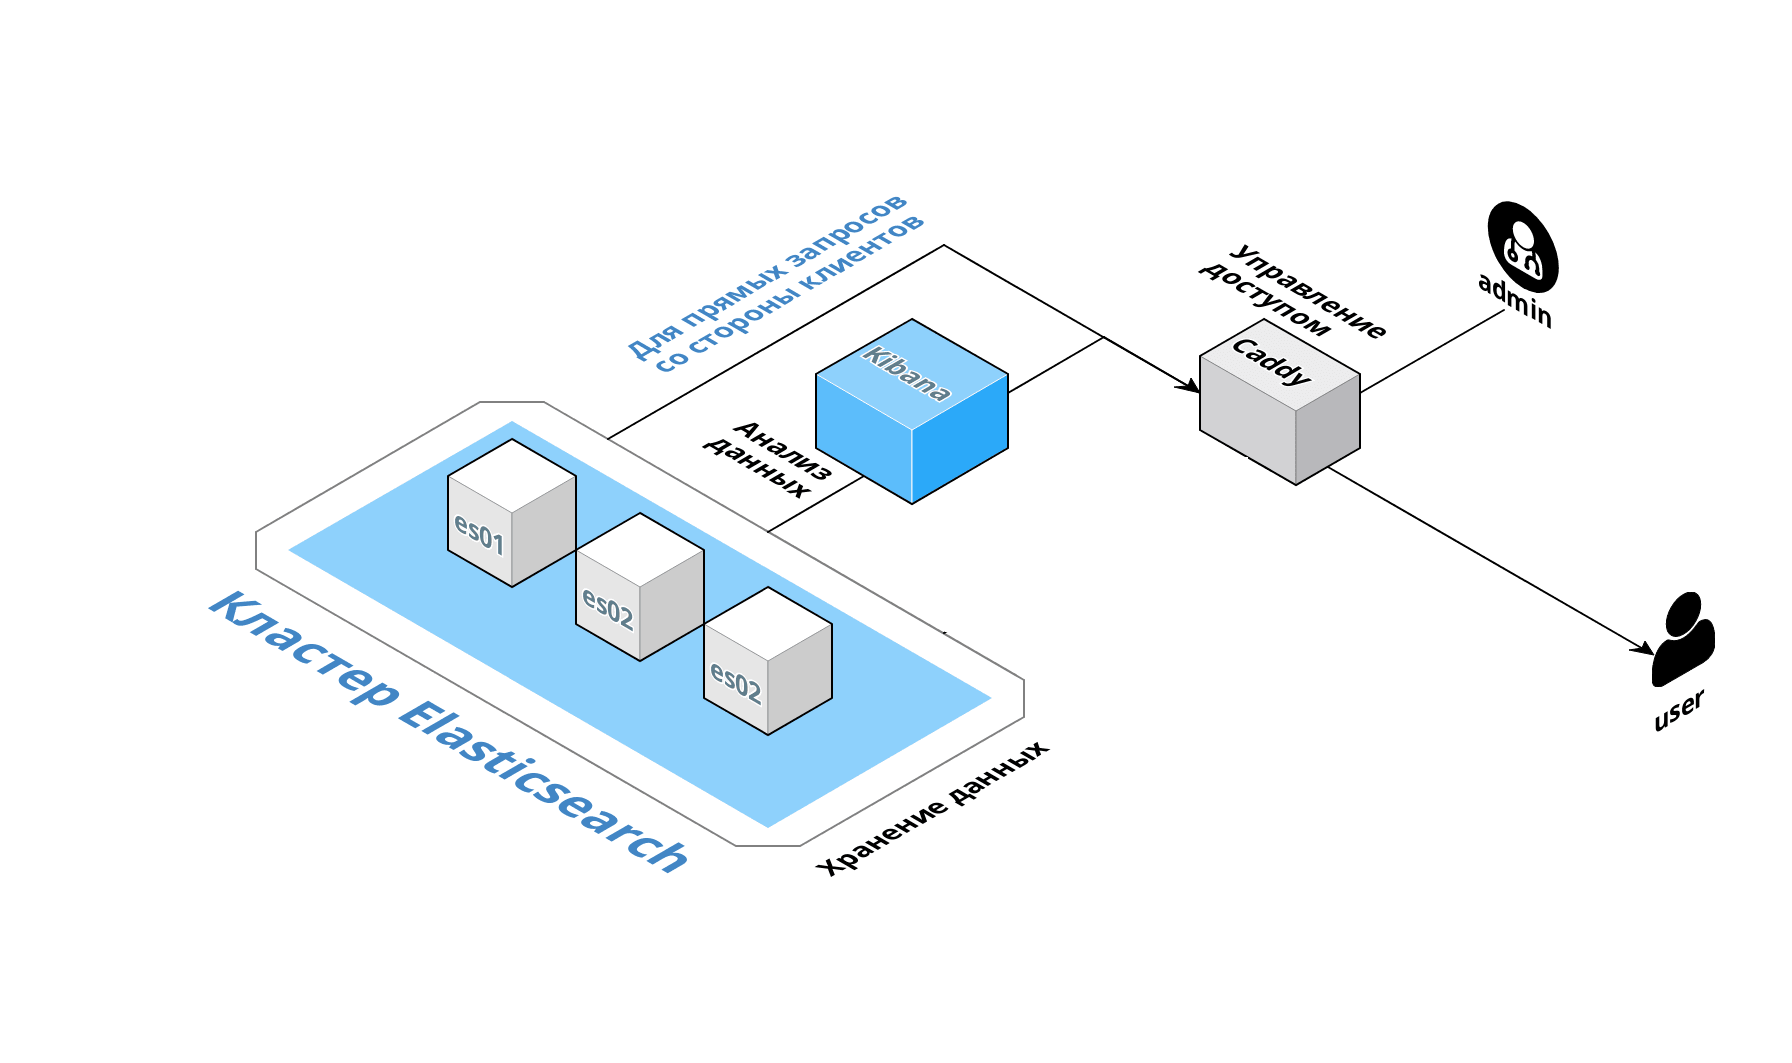 Для прямых запросов
со стороны клиентов
Управление
доступом
admin
Kibana
Caddy
Анализ
данных
es01
es02
es02
Кластер Elasticsearch
Хранение данных
user